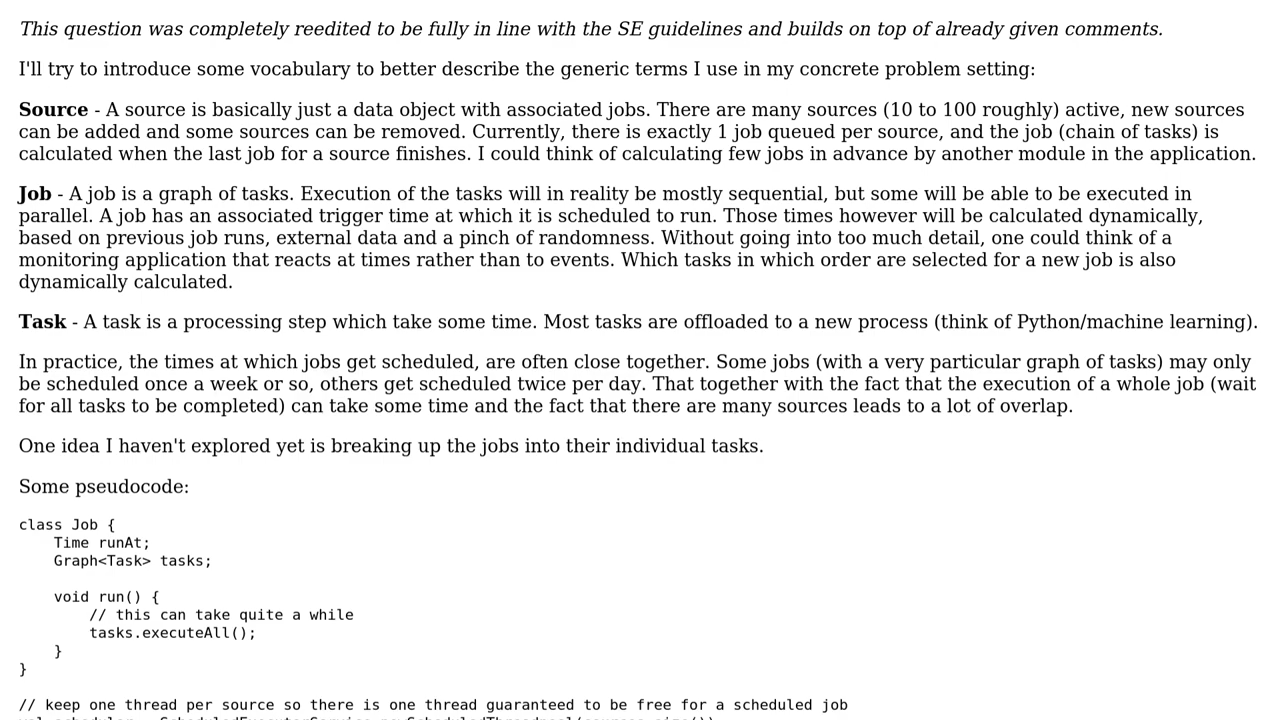 This question was completely reedited to be fully in line with the SE guidelines and builds on top of already given comments.
I'll try to introduce some vocabulary to better describe the generic terms I use in my concrete problem setting:
Source - A source is basically just a data object with associated jobs. There are many sources (10 to 100 roughly) active, new sources
can be added and some sources can be removed. Currently, there is exactly 1 job queued per source, and the job (chain of tasks) is
calculated when the last job for a source finishes. I could think of calculating few jobs in advance by another module in the application.
Job - A job is a graph of tasks. Execution of the tasks will in reality be mostly sequential, but some will be able to be executed in
parallel. A job has an associated trigger time at which it is scheduled to run. Those times however will be calculated dynamically,
based on previous job runs, external data and a pinch of randomness. Without going into too much detail, one could think of a
monitoring application that reacts at times rather than to events. Which tasks in which order are selected for a new job is also
dynamically calculated.
Task - A task is a processing step which take some time. Most tasks are offloaded to a new process (think of Python/machine learning).
In practice, the times at which jobs get scheduled, are often close together. Some jobs (with a very particular graph of tasks) may only
be scheduled once a week or so, others get scheduled twice per day. That together with the fact that the execution of a whole job (wait
for all tasks to be completed) can take some time and the fact that there are many sources leads to a lot of overlap.
One idea I haven't explored yet is breaking up the jobs into their individual tasks.
Some pseudocode:
class Job {
    Time runAt;
    Graph<Task> tasks;
    void run() {
        // this can take quite a while
        tasks.executeAll();
    }
}
// keep one thread per source so there is one thread guaranteed to be free for a scheduled job